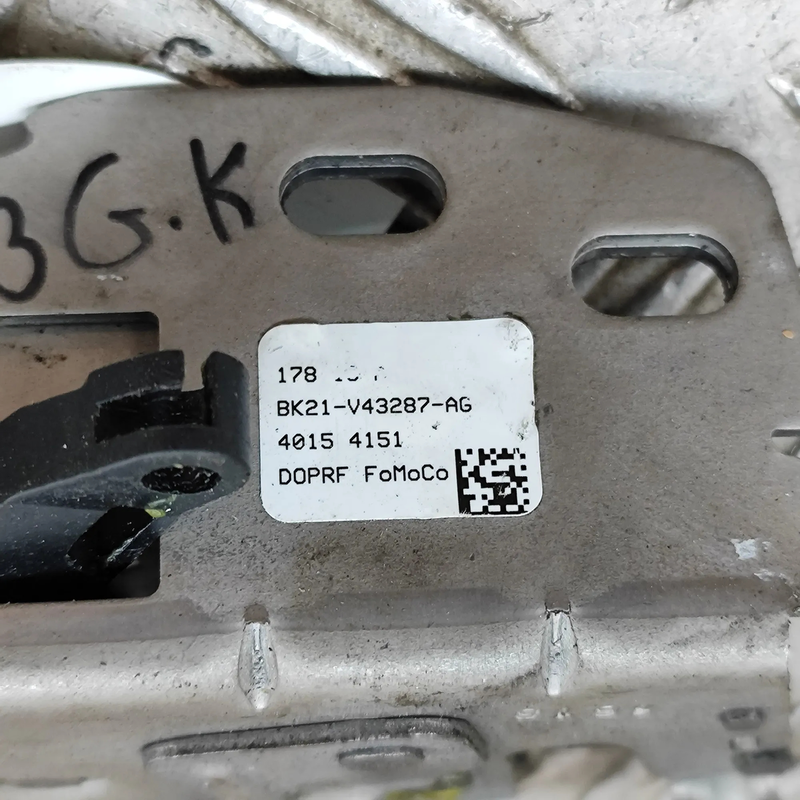 3G.K
178
BK21-V43287-AG
4015 4151
DOPRF FoMoCo